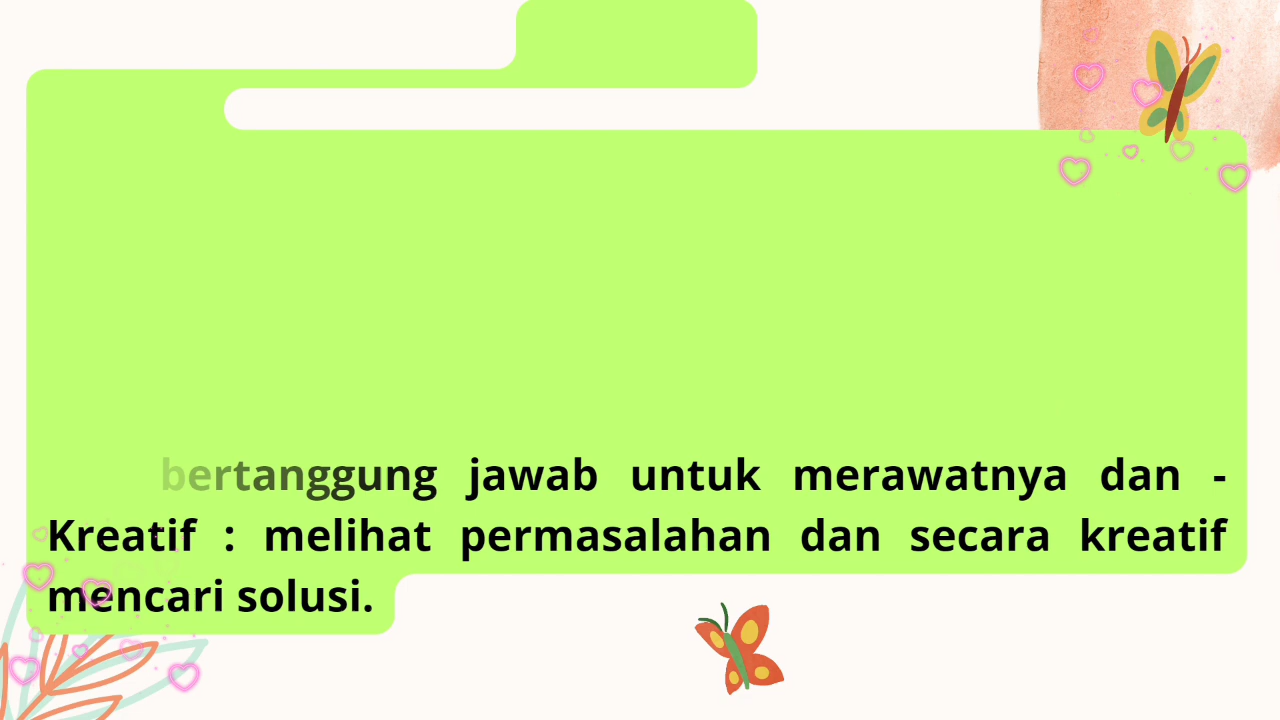 bertanggung jawab untuk merawatnya dan -
Kreatif : melihat permasalahan dan secara kreatif
mencari solusi.